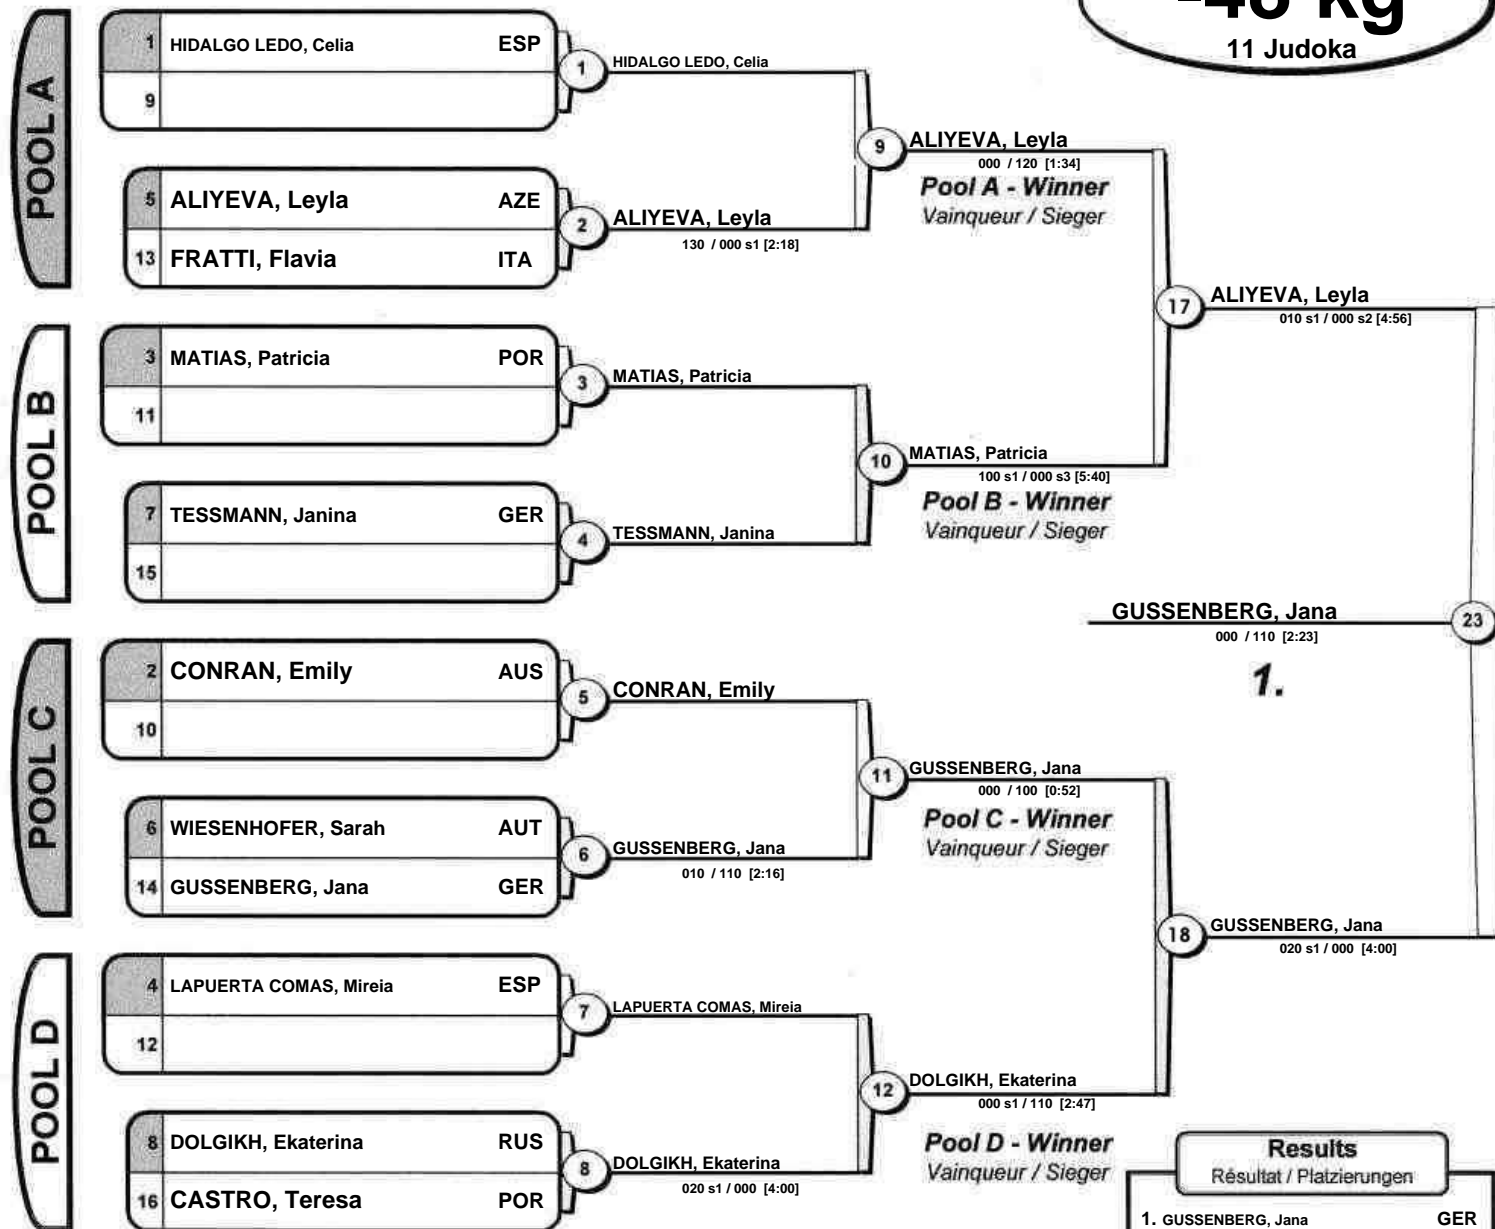 -48 kg
11 Judoka
POOL A
1 HIDALGO LEDO, Celia ESP
9
1 HIDALGO LEDO, Celia
5 ALIYEVA, Leyla AZE
13 FRATTI, Flavia ITA
2 ALIYEVA, Leyla
130 / 000 s1 [2:18]
9 ALIYEVA, Leyla
000 / 120 [1:34]
Pool A - Winner
Vainqueur / Sieger
POOL B
3 MATIAS, Patricia POR
11
3 MATIAS, Patricia
7 TESSMANN, Janina GER
15
4 TESSMANN, Janina
10 MATIAS, Patricia
100 s1 / 000 s3 [5:40]
Pool B - Winner
Vainqueur / Sieger
17 ALIYEVA, Leyla
010 s1 / 000 s2 [4:56]
GUSSENBERG, Jana 23
000 / 110 [2:23]
1.
POOL C
2 CONRAN, Emily AUS
10
5 CONRAN, Emily
6 WIESENHOFER, Sarah AUT
14 GUSSENBERG, Jana GER
6 GUSSENBERG, Jana
010 / 110 [2:16]
11 GUSSENBERG, Jana
000 / 100 [0:52]
Pool C - Winner
Vainqueur / Sieger
POOL D
4 LAPUERTA COMAS, Mireia ESP
12
7 LAPUERTA COMAS, Mireia
8 DOLGIKH, Ekaterina RUS
16 CASTRO, Teresa POR
8 DOLGIKH, Ekaterina
020 s1 / 000 [4:00]
12 DOLGIKH, Ekaterina
000 s1 / 110 [2:47]
Pool D - Winner
Vainqueur / Sieger
18 GUSSENBERG, Jana
020 s1 / 000 [4:00]
Results
Résultat / Platzierungen
1. GUSSENBERG, Jana GER